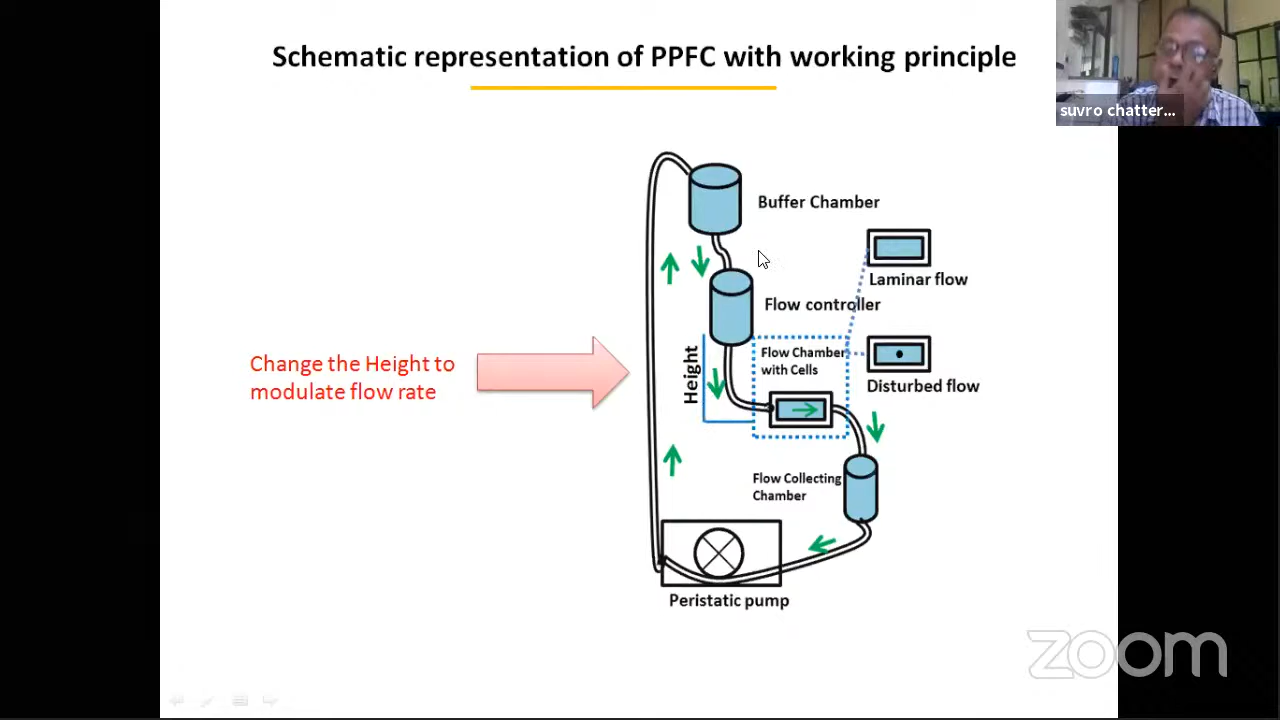 Schematic representation of PPFC with working principle
suvro chatter...
Buffer Chamber
Laminar flow
Flow controller
Change the Height to
modulate flow rate
Height
Flow Chamber
with Cells
Disturbed flow
Flow Collecting
Chamber
Peristatic pump
zoom